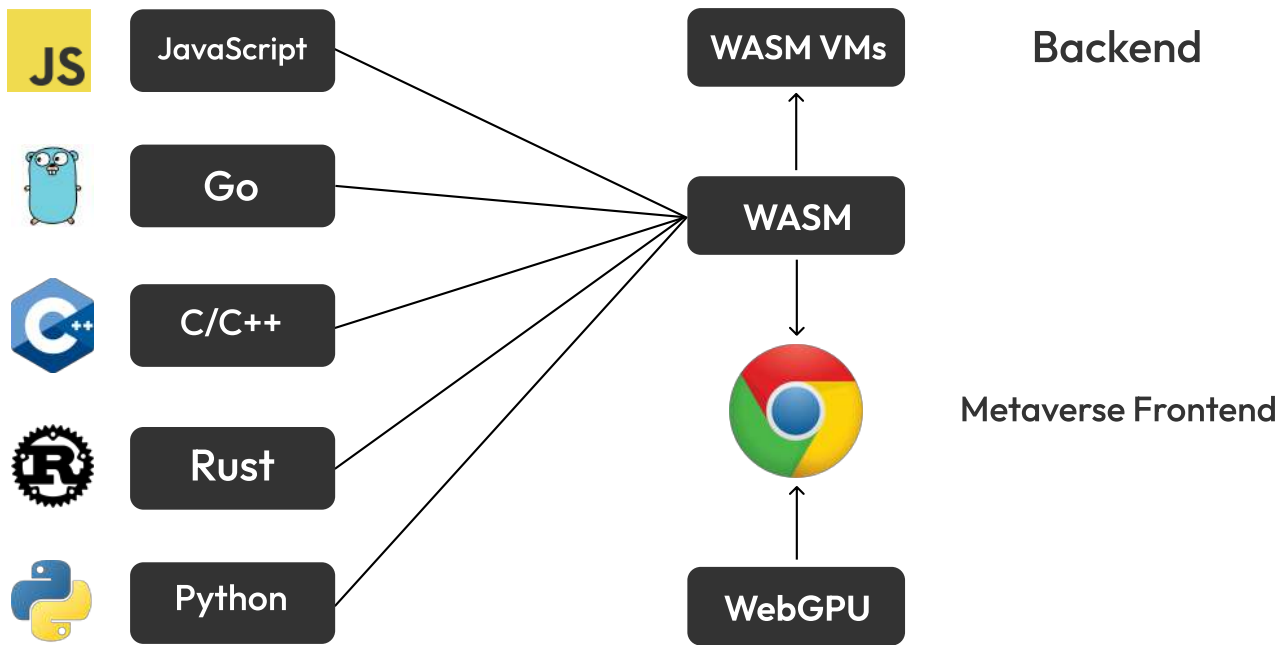 JS
JavaScript
WASM VMs
Backend
Go
WASM
C++
C/C++
Metaverse Frontend
R
Rust
Python
WebGPU